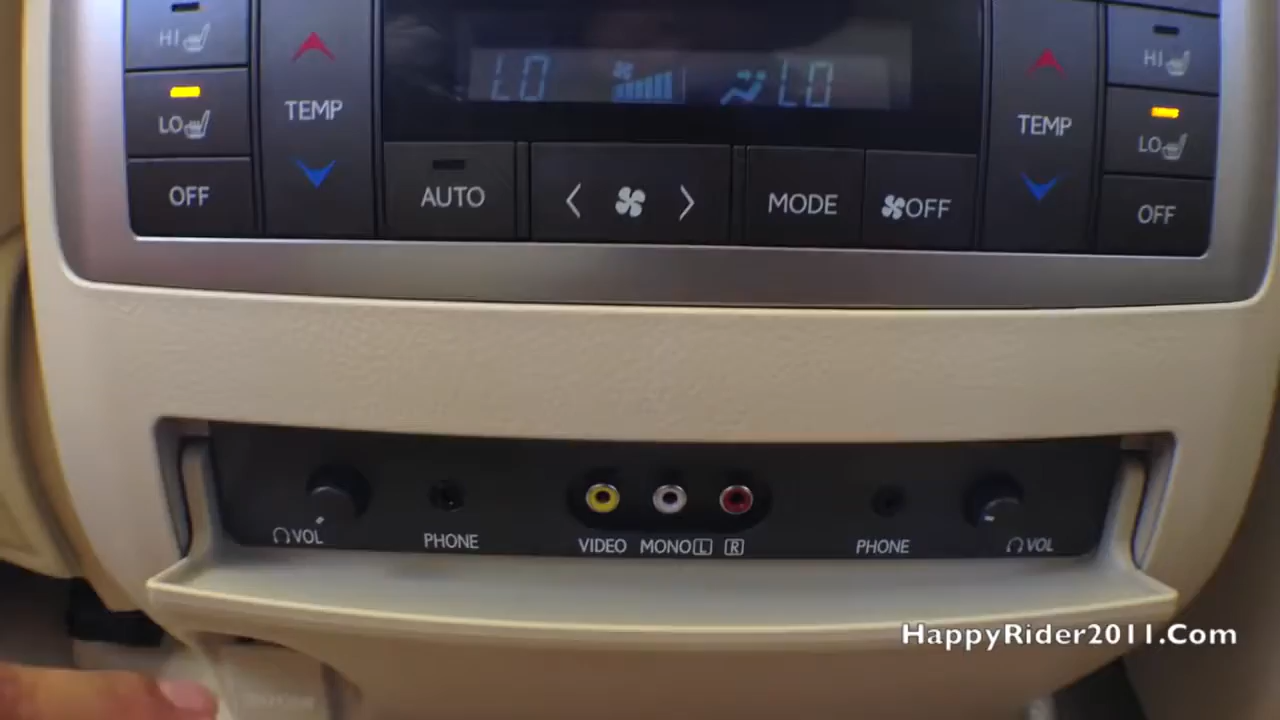 HI
LO
OFF
TEMP
LO
LO
TEMP
HI
LO
OFF
AUTO
MODE
OFF
VOL
PHONE
VIDEO MONO L R
PHONE
VOL
HappyRider2011.Com